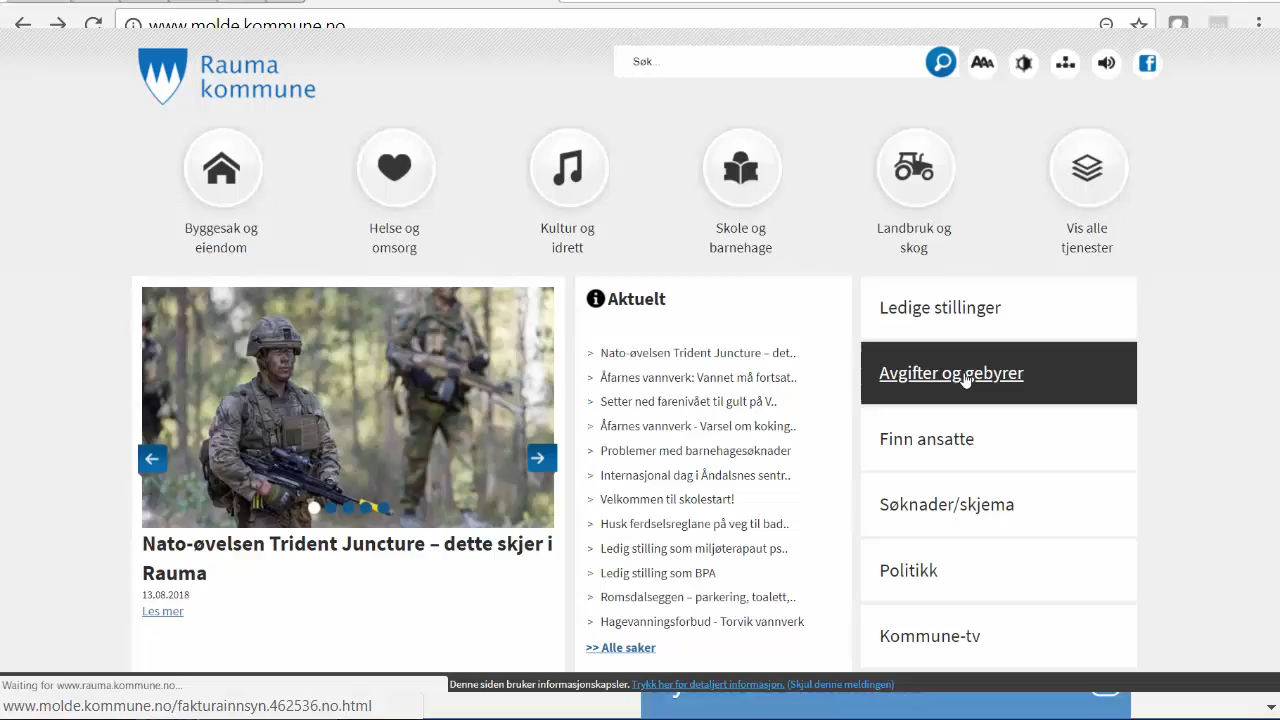 www.molde.kommune.no
Rauma
kommune
Søk...
AAA
Byggesak og
eiendom
Helse og
omsorg
Kultur og
idrett
Skole og
barnehage
Landbruk og
skog
Vis alle
tjenester
Nato-øvelsen Trident Juncture – dette skjer i
Rauma
13.08.2018
Les mer
Aktuelt
> Nato-øvelsen Trident Juncture – det..
> Åfarnes vannverk: Vannet må fortsat..
> Setter ned farenivået til gult på V..
> Åfarnes vannverk - Varsel om koking..
> Problemer med barnehagesøknader
> Internasjonal dag i Åndalsnes sentr..
> Velkommen til skolestart!
> Husk ferdselsreglane på veg til bad..
> Ledig stilling som miljøterapaut ps..
> Ledig stilling som BPA
> Romsdalseggen – parkering, toalett,..
> Hagevanningsforbud - Torvik vannverk
>> Alle saker
Ledige stillinger
Avgifter og gebyrer
Finn ansatte
Søknader/skjema
Politikk
Kommune-tv
Waiting for www.rauma.kommune.no...
Denne siden bruker informasjonskapsler. Trykk her for detaljert informasjon. (Skjul denne meldingen)
www.molde.kommune.no/fakturainnsyn.462536.no.html